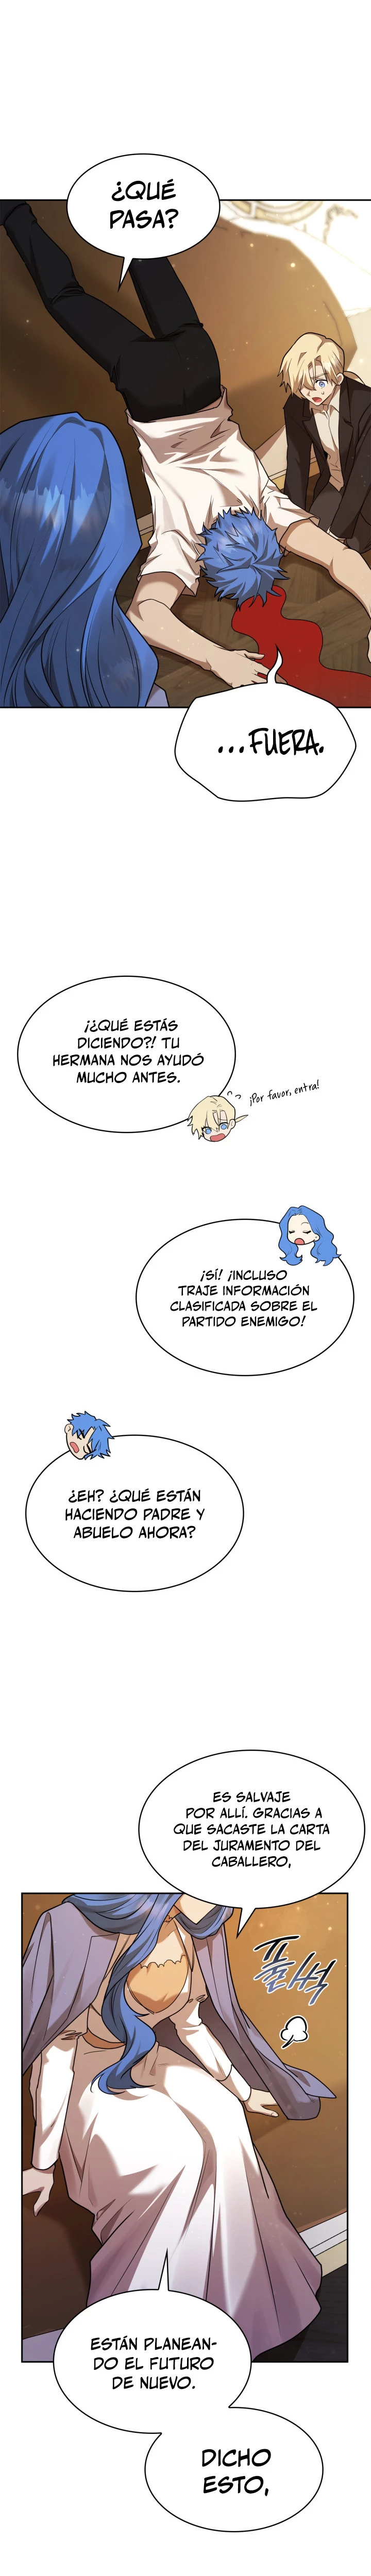 ¿QUÉ
PASA?
...FUERA.
¡¿QUÉ ESTÁS
DICIENDO?! TU
HERMANA NOS AYUDÓ
MUCHO ANTES.
¡Por favor, entra!
¡SÍ! ¡INCLUSO
TRAJE INFORMACIÓN
CLASIFICADA SOBRE EL
PARTIDO ENEMIGO!
¿EH? ¿QUÉ ESTÁN
HACIENDO PADRE Y
ABUELO AHORA?
ES SALVAJE
POR ALLÍ. GRACIAS A
QUE SACASTE LA CARTA
DEL JURAMENTO DEL
CABALLERO,
풀썩
ESTÁN PLANEAN-
DO EL FUTURO
DE NUEVO.
DICHO
ESTO,